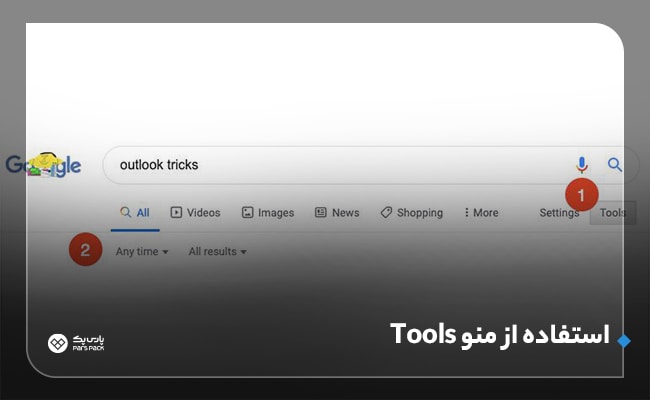 1
Google
outlook tricks
All Videos Images News Shopping More Settings Tools
2
Any time All results
استفاده از منو Tools
پارس پک
PARS PACK